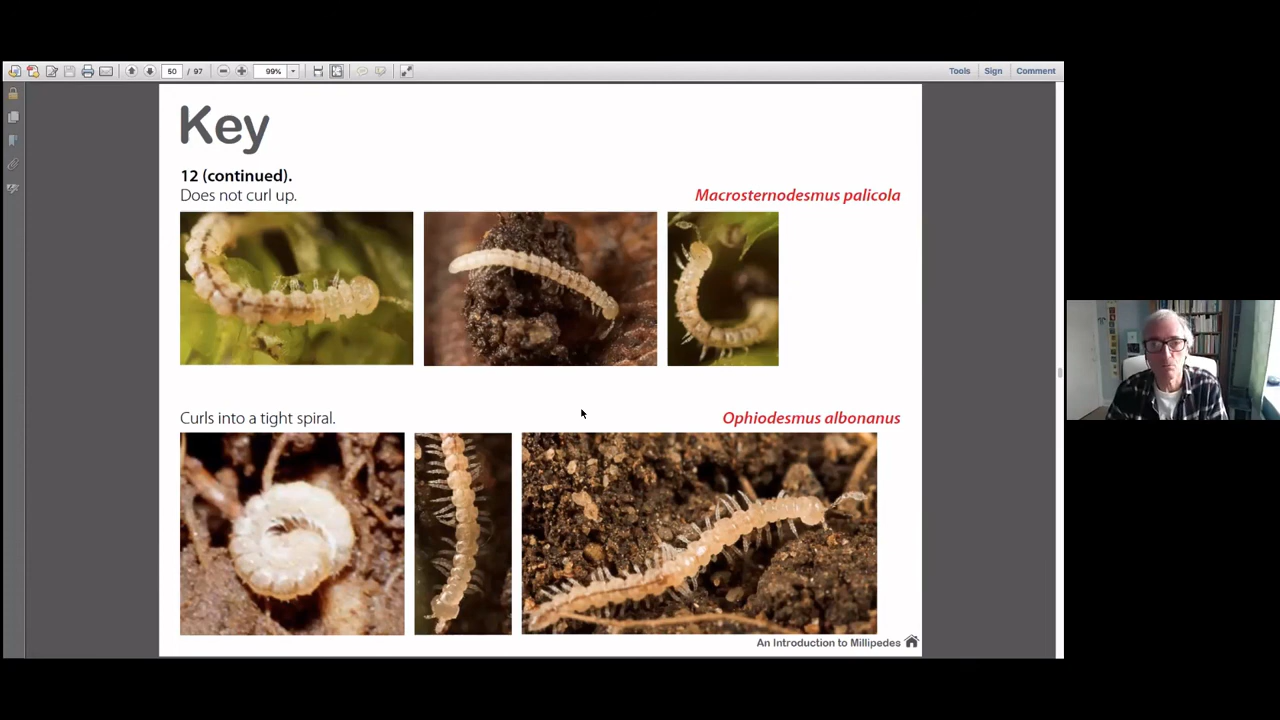 50 / 97
99%
Tools Sign Comment
Key
12 (continued).
Does not curl up.
Macrosternodesmus palicola
Curls into a tight spiral.
Ophiodesmus albonanus
An Introduction to Millipedes